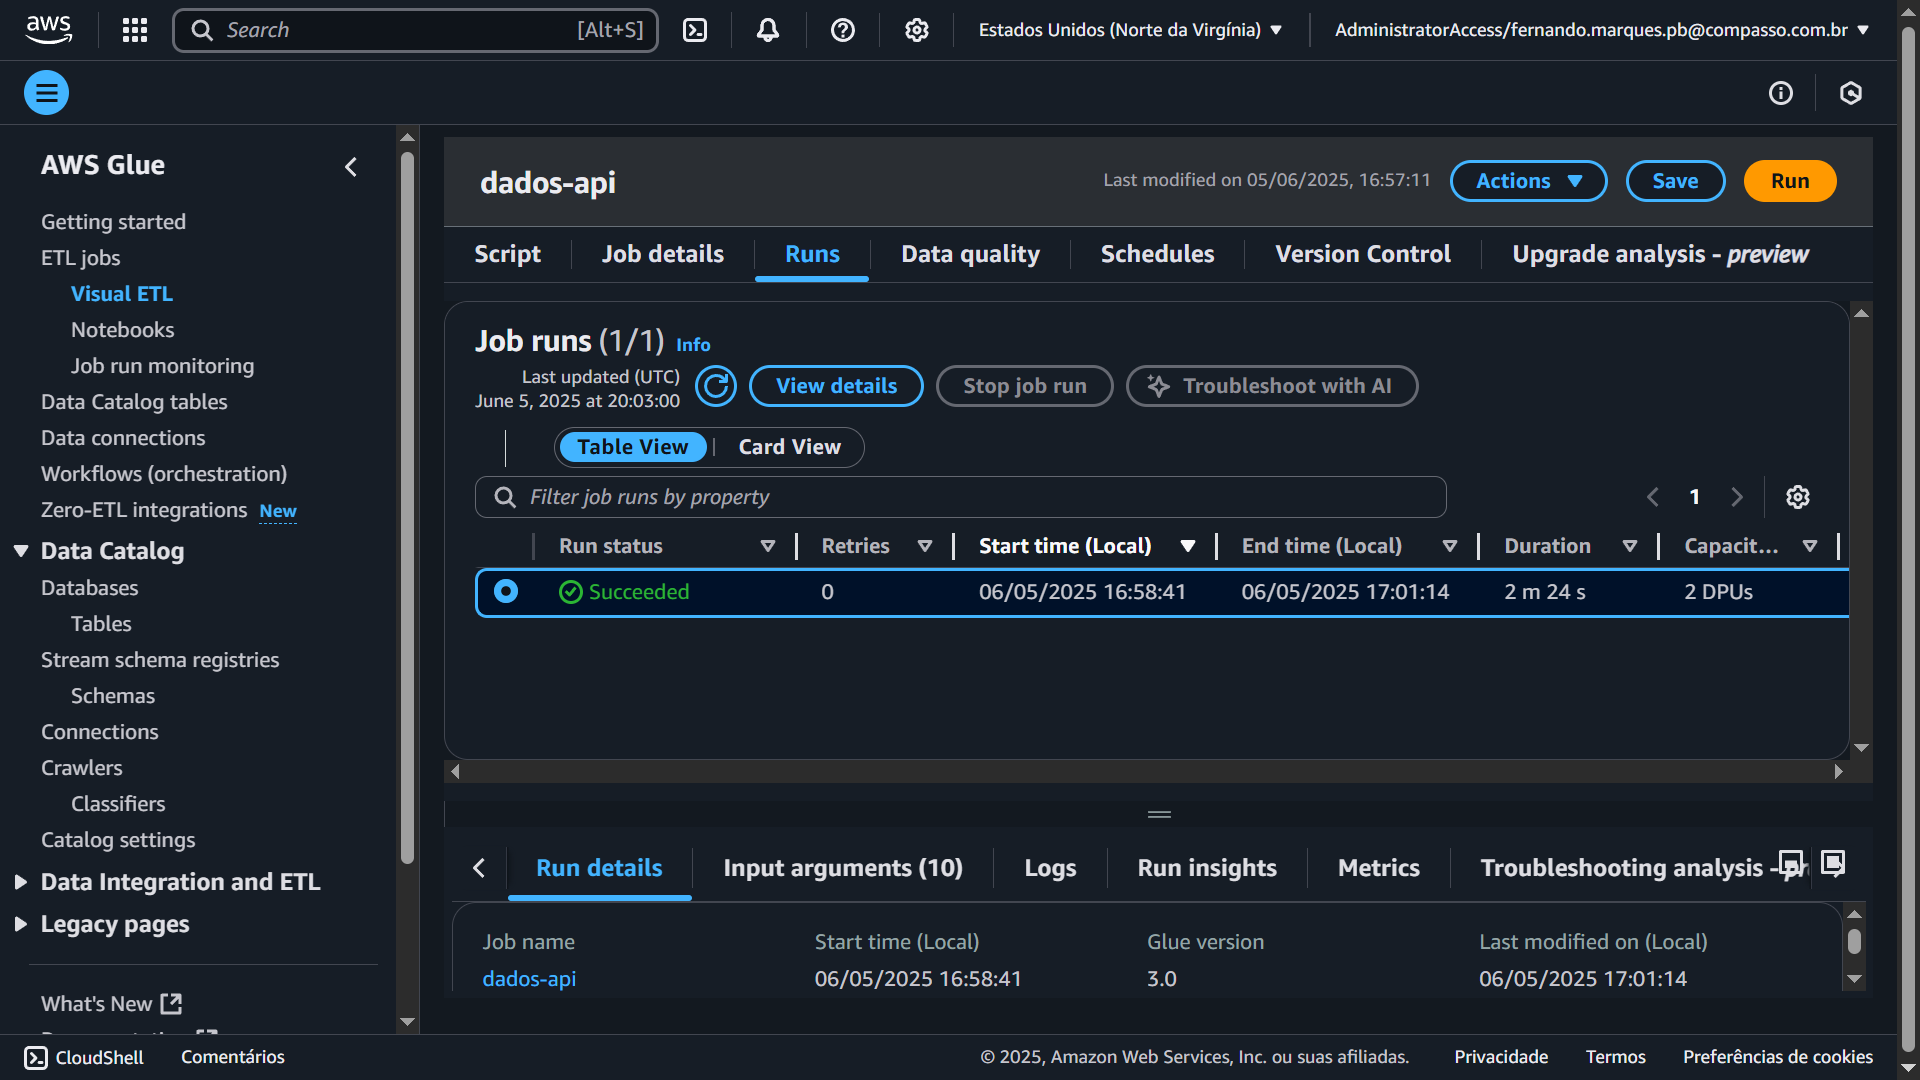 aws
Search [Alt+S]
Estados Unidos (Norte da Virgínia)
AdministratorAccess/fernando.marques.pb@compasso.com.br
AWS Glue
Getting started
ETL jobs
Visual ETL
Notebooks
Job run monitoring
Data Catalog tables
Data connections
Workflows (orchestration)
Zero-ETL integrations New
Data Catalog
Databases
Tables
Stream schema registries
Schemas
Connections
Crawlers
Classifiers
Catalog settings
Data Integration and ETL
Legacy pages
What's New
dados-api
Last modified on 05/06/2025, 16:57:11
Actions
Save
Run
Script Job details Runs Data quality Schedules Version Control Upgrade analysis - preview
Job runs (1/1) Info
Last updated (UTC)
June 5, 2025 at 20:03:00
View details
Stop job run
Troubleshoot with AI
Table View Card View
Filter job runs by property
1
Run status Retries Start time (Local) End time (Local) Duration Capacit...
Succeeded 0 06/05/2025 16:58:41 06/05/2025 17:01:14 2 m 24 s 2 DPUs
Run details Input arguments (10) Logs Run insights Metrics Troubleshooting analysis -
Job name Start time (Local) Glue version Last modified on (Local)
dados-api 06/05/2025 16:58:41 3.0 06/05/2025 17:01:14
CloudShell Comentários © 2025, Amazon Web Services, Inc. ou suas afiliadas. Privacidade Termos Preferências de cookies